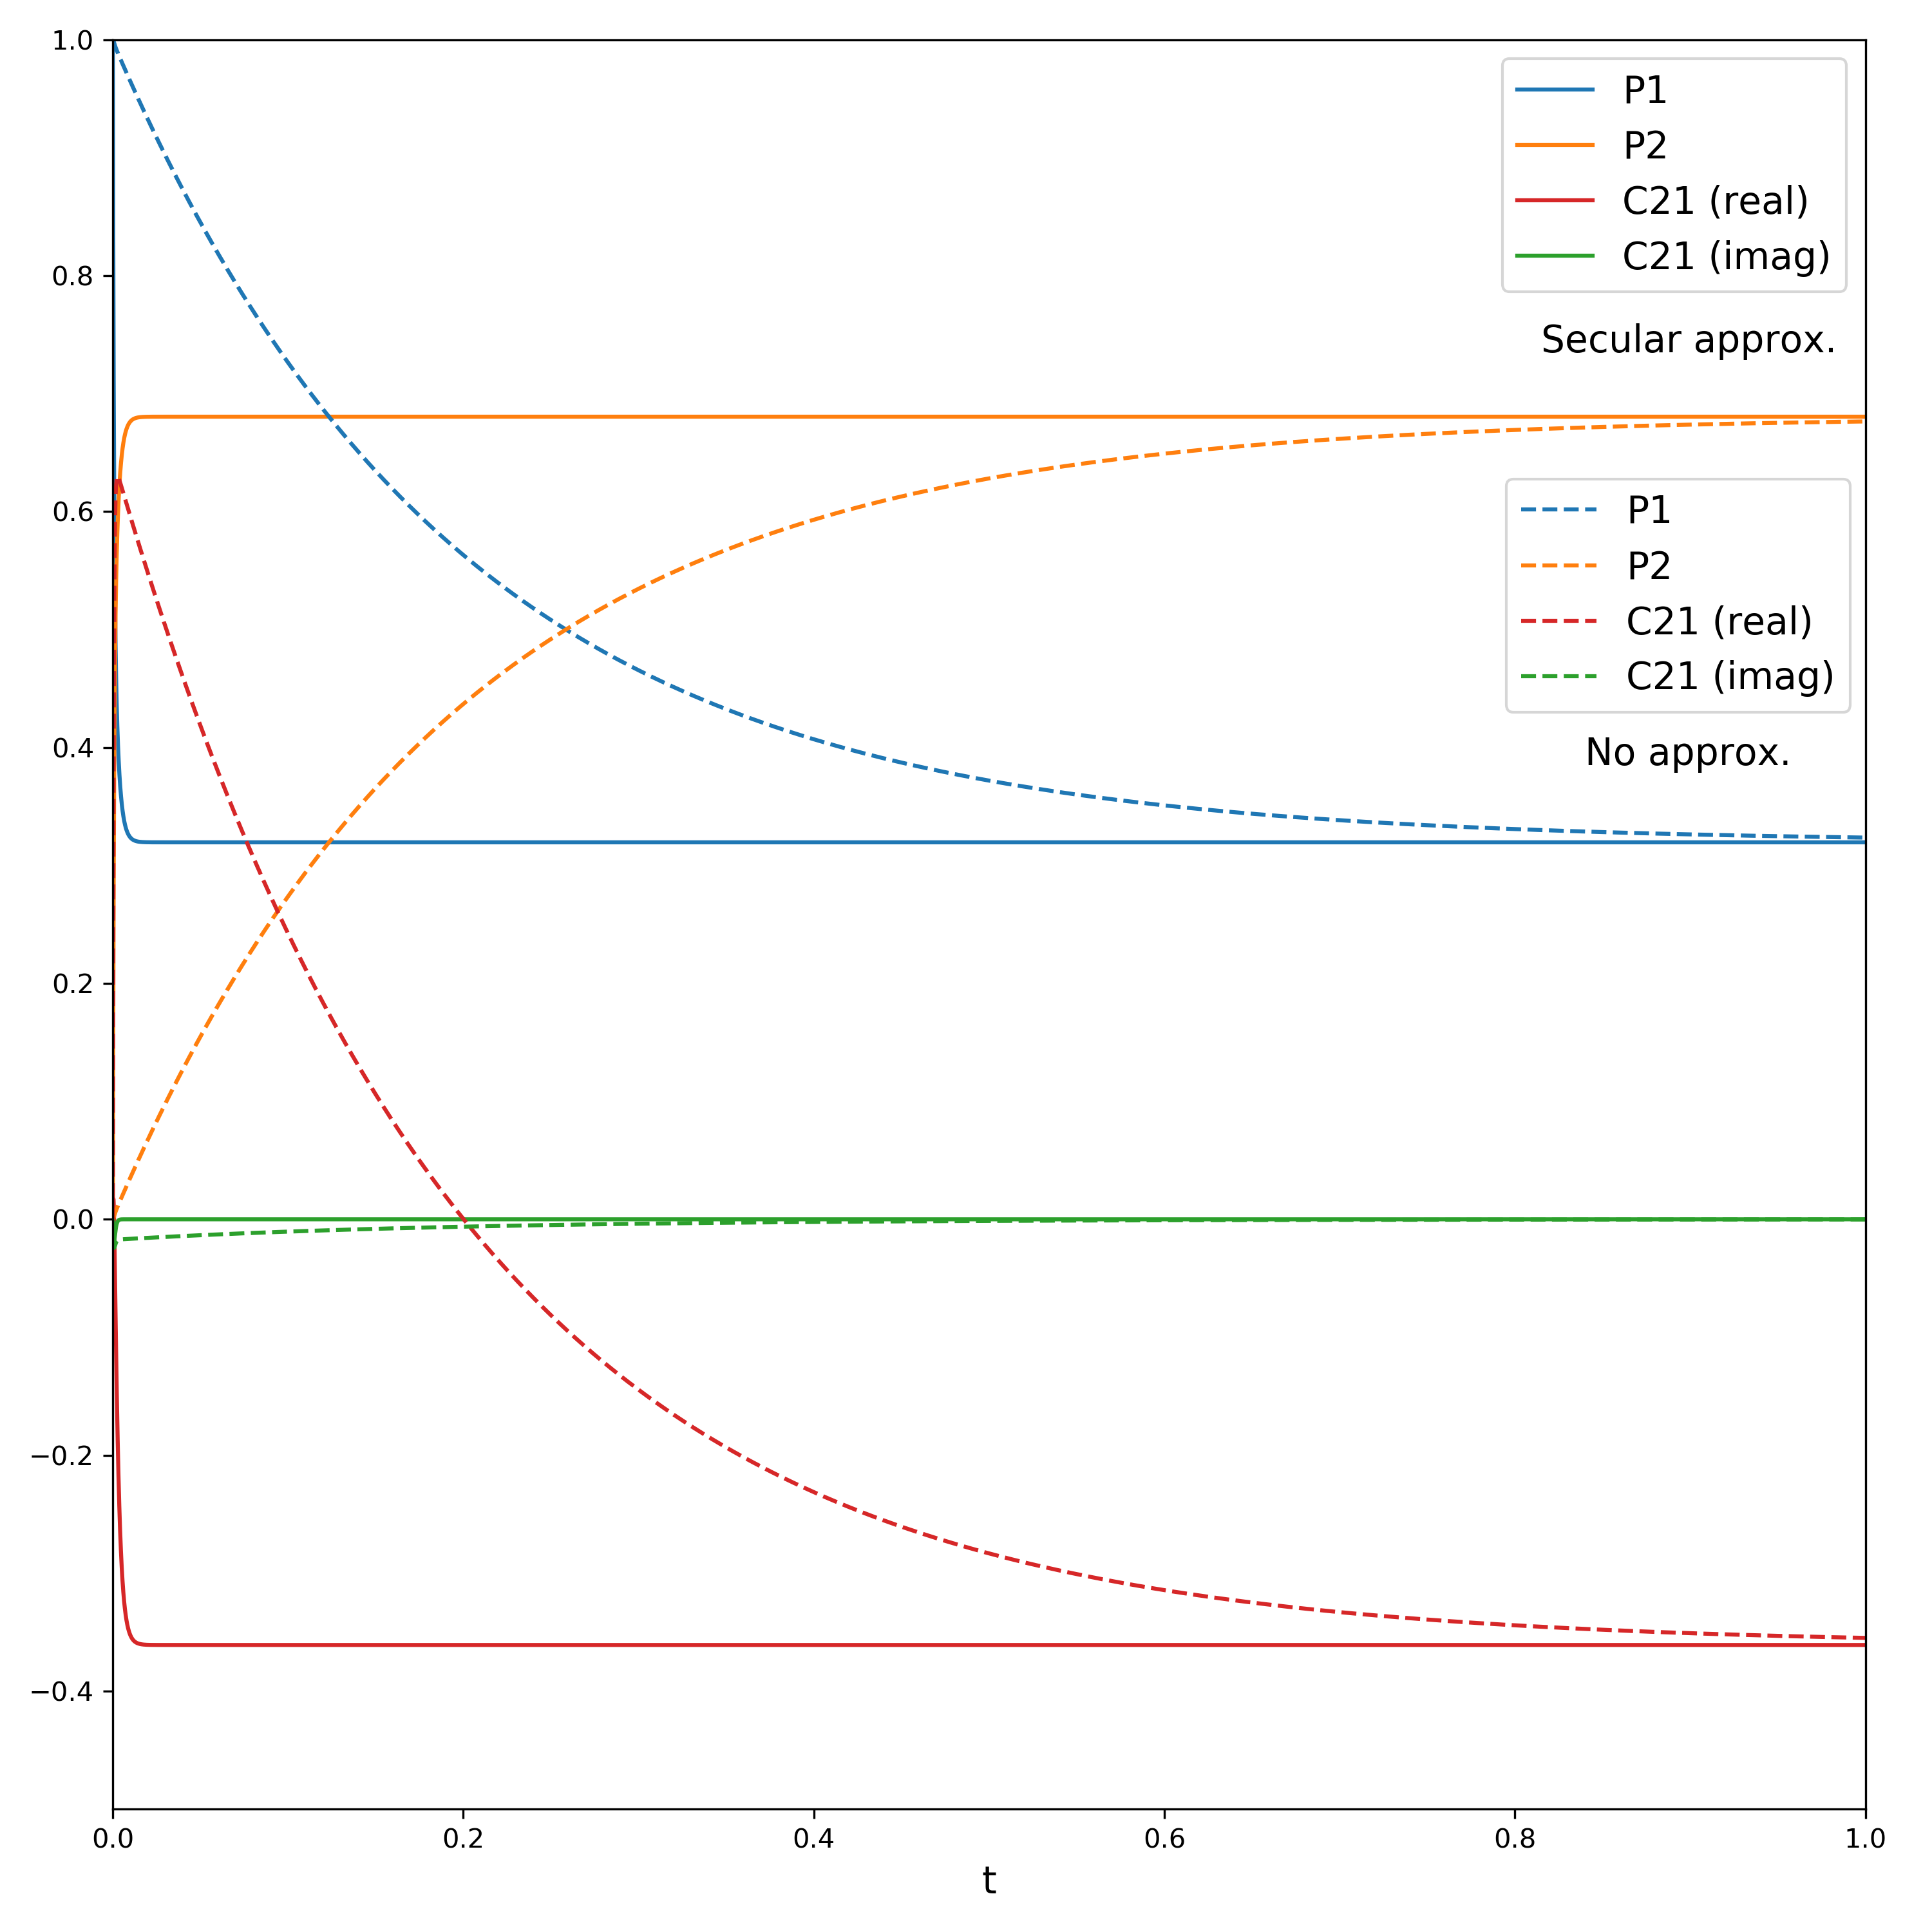 1.0
0.8
0.6
0.4
0.2
0.0
−0.2
−0.4
P1
P2
C21 (real)
C21 (imag)
Secular approx.
P1
P2
C21 (real)
C21 (imag)
No approx.
0.0 0.2 0.4 0.6 0.8 1.0
t